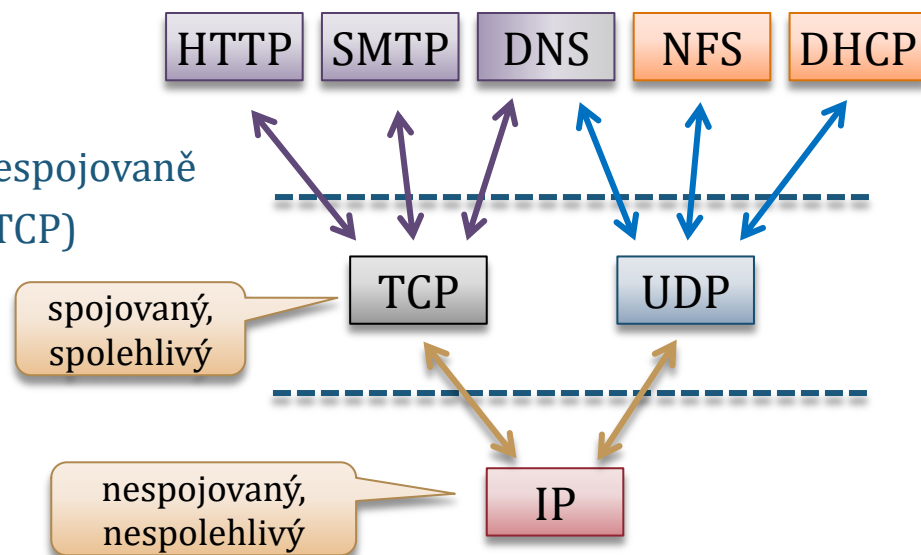 HTTP SMTP DNS NFS DHCP
espojovaně
TCP)
TCP UDP
spojovaný,
spolehlivý
IP
nespojovaný,
nespolehlivý